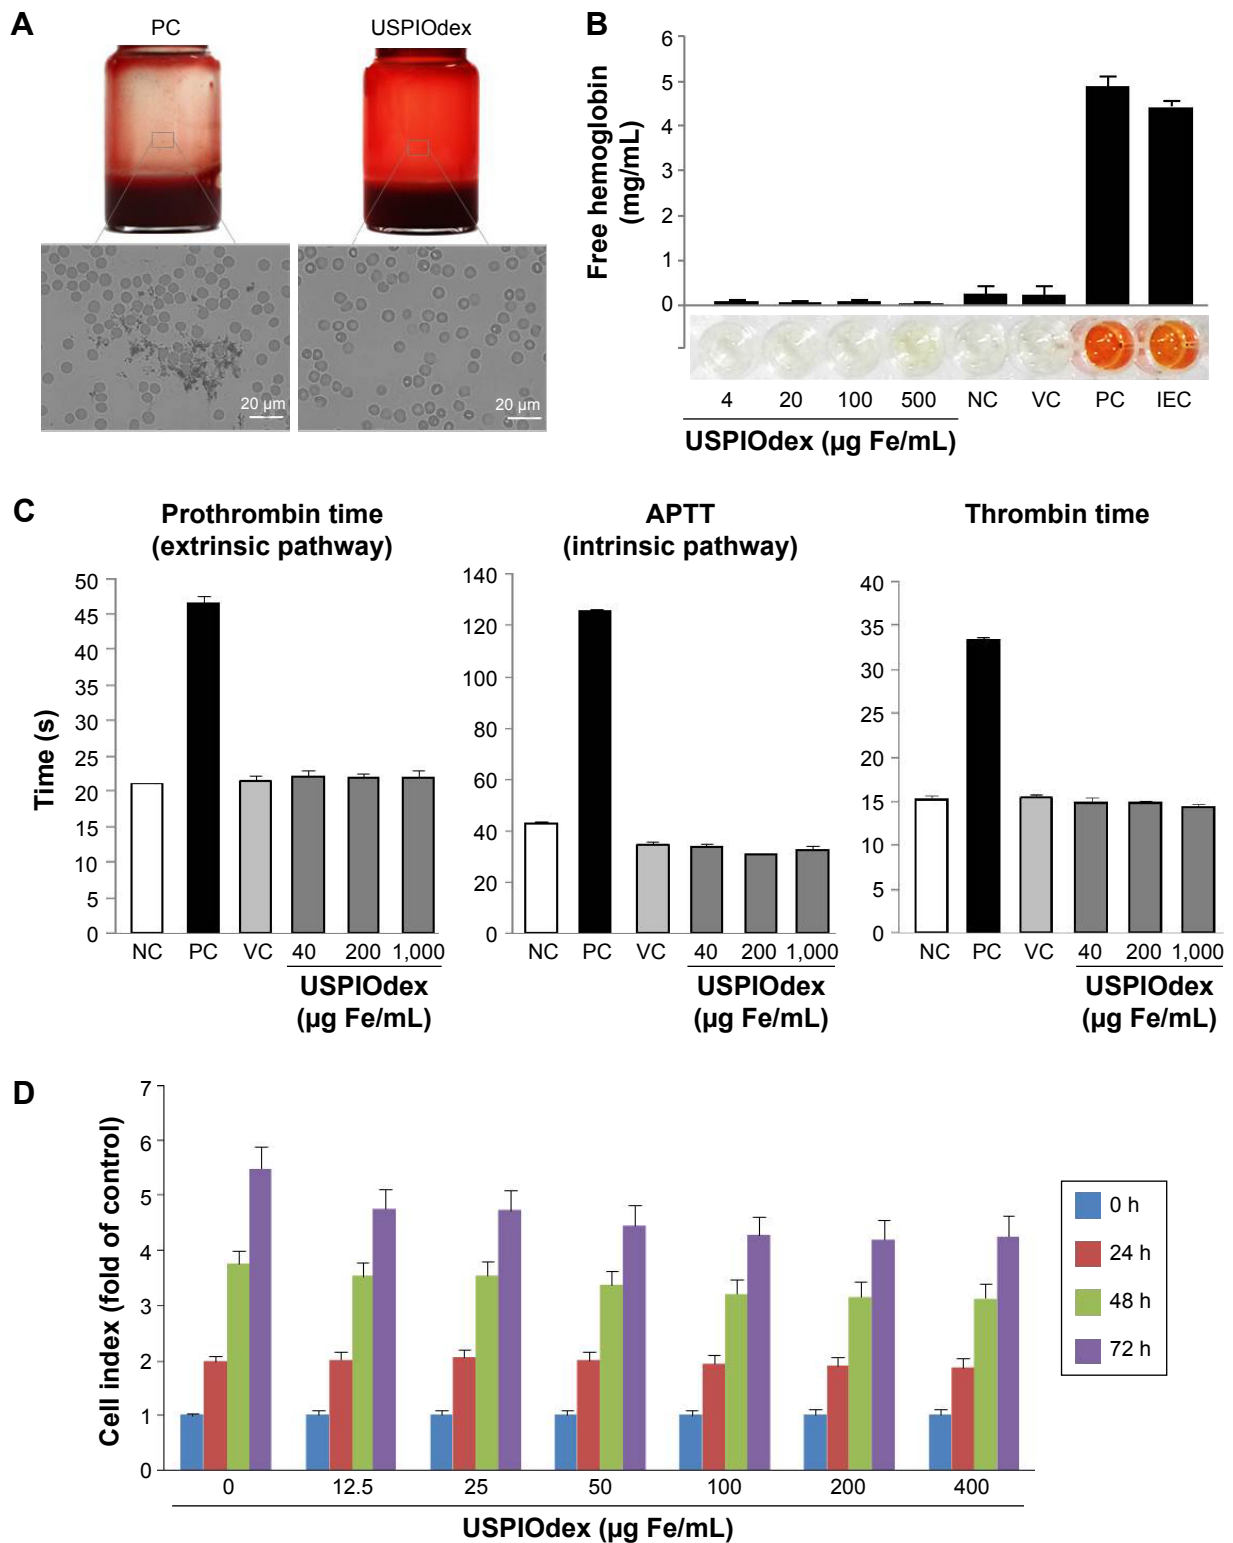 A
PC
USPIOdex
20 µm
20 µm
B
Free hemoglobin
(mg/mL)
6
5
4
3
2
1
0
4 20 100 500 NC VC PC IEC
USPIOdex (µg Fe/mL)
C
Prothrombin time
(extrinsic pathway)
Time (s)
50
45
40
45
30
25
20
15
10
5
0
NC PC VC 40 200 1,000
USPIOdex
(µg Fe/mL)
APTT
(intrinsic pathway)
140
120
100
80
60
40
20
0
NC PC VC 40 200 1,000
USPIOdex
(µg Fe/mL)
Thrombin time
40
35
30
25
20
15
10
5
0
NC PC VC 40 200 1,000
USPIOdex
(µg Fe/mL)
D
Cell index (fold of control)
7
6
5
4
3
2
1
0
0 12.5 25 50 100 200 400
USPIOdex (µg Fe/mL)
0 h
24 h
48 h
72 h